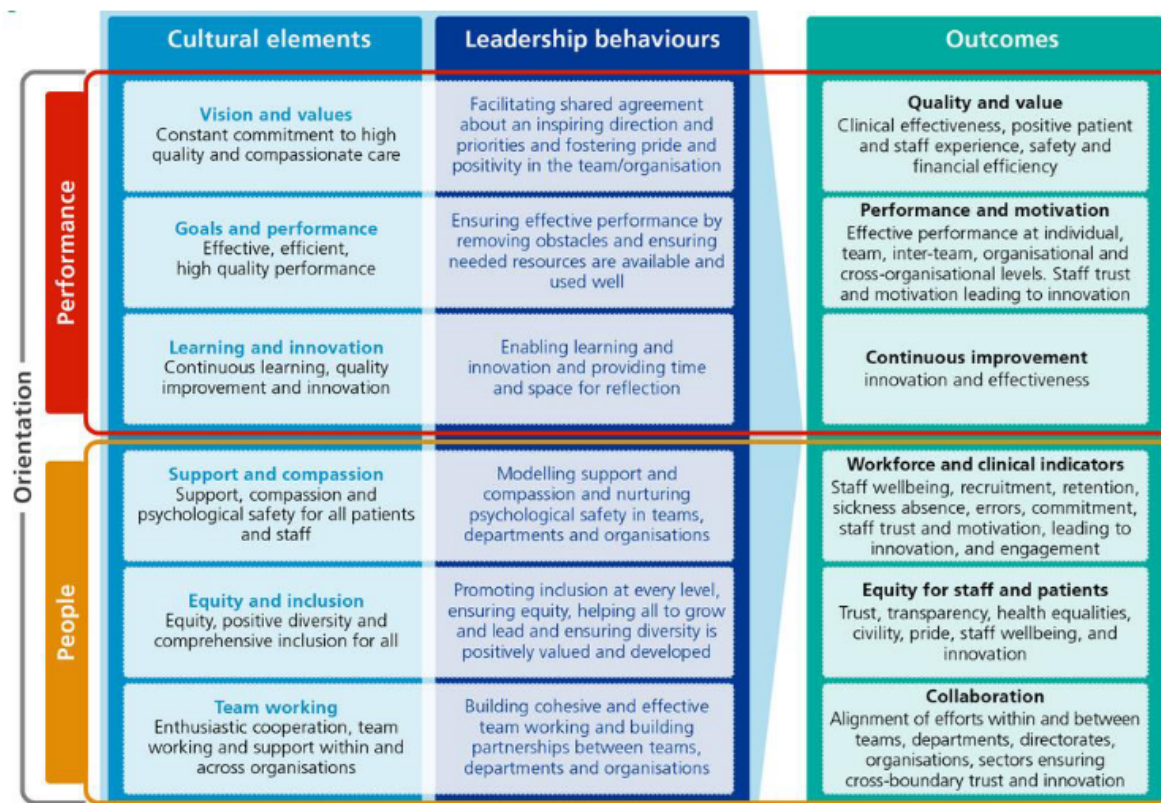 Cultural elements
Leadership behaviours
Outcomes
Orientation
Performance
Vision and values
Constant commitment to high
quality and compassionate care
Facilitating shared agreement
about an inspiring direction and
priorities and fostering pride and
positivity in the team/organisation
Quality and value
Clinical effectiveness, positive patient
and staff experience, safety and
financial efficiency
Goals and performance
Effective, efficient,
high quality performance
Ensuring effective performance by
removing obstacles and ensuring
needed resources are available and
used well
Performance and motivation
Effective performance at individual,
team, inter-team, organisational and
cross-organisational levels. Staff trust
and motivation leading to innovation
Learning and innovation
Continuous learning, quality
improvement and innovation
Enabling learning and
innovation and providing time
and space for reflection
Continuous improvement
innovation and effectiveness
People
Support and compassion
Support, compassion and
psychological safety for all patients
and staff
Modelling support and
compassion and nurturing
psychological safety in teams,
departments and organisations
Workforce and clinical indicators
Staff wellbeing, recruitment, retention,
sickness absence, errors, commitment,
staff trust and motivation, leading to
innovation, and engagement
Equity and inclusion
Equity, positive diversity and
comprehensive inclusion for all
Promoting inclusion at every level,
ensuring equity, helping all to grow
and lead and ensuring diversity is
positively valued and developed
Equity for staff and patients
Trust, transparency, health equalities,
civility, pride, staff wellbeing, and
innovation
Team working
Enthusiastic cooperation, team
working and support within and
across organisations
Building cohesive and effective
team working and building
partnerships between teams,
departments and organisations
Collaboration
Alignment of efforts within and between
teams, departments, directorates,
organisations, sectors ensuring
cross-boundary trust and innovation